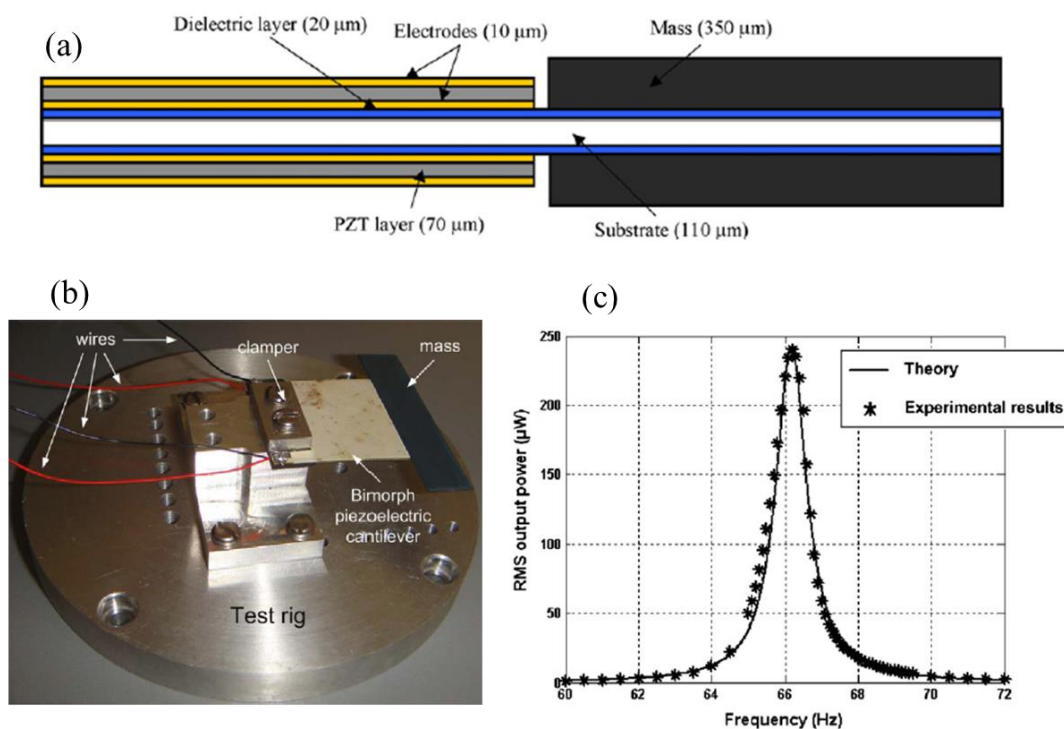 (a)
Dielectric layer (20 µm)
Electrodes (10 µm)
Mass (350 µm)
PZT layer (70 µm)
Substrate (110 µm)
(b)
wires
clamper
mass
Bimorph
piezoelectric
cantilever
Test rig
(c)
RMS output power (µW)
250
200
150
100
50
0
60
62
64
66
68
70
72
Frequency (Hz)
Theory
Experimental results